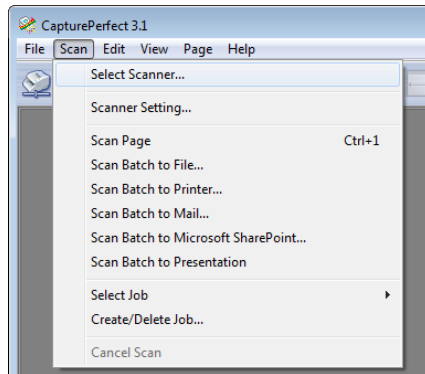 CapturePerfect 3.1
File Scan Edit View Page Help
Select Scanner...
Scanner Setting...
Scan Page Ctrl+1
Scan Batch to File...
Scan Batch to Printer...
Scan Batch to Mail...
Scan Batch to Microsoft SharePoint...
Scan Batch to Presentation
Select Job
Create/Delete Job...
Cancel Scan